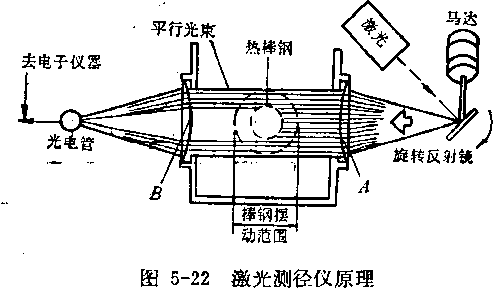 激光
马达
平行光束
热棒钢
去电子仪器
光电管
旋转反射镜
B
A
棒钢摆
动范围
图 5-22 激光测径仪原理